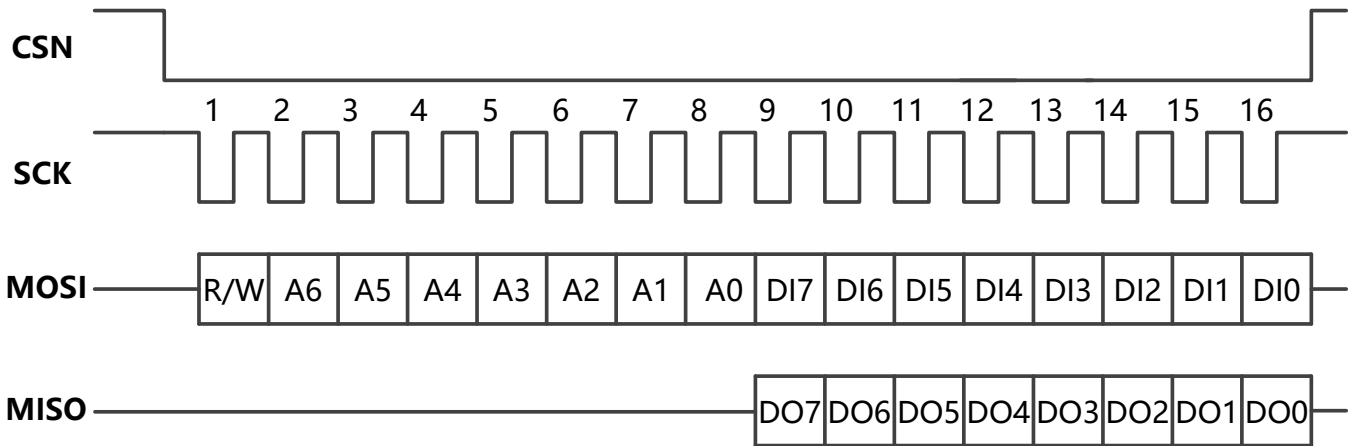 CSN
1 2 3 4 5 6 7 8 9 10 11 12 13 14 15 16
SCK
MOSI R/W A6 A5 A4 A3 A2 A1 A0 DI7 DI6 DI5 DI4 DI3 DI2 DI1 DI0
MISO DO7 DO6 DO5 DO4 DO3 DO2 DO1 DO0